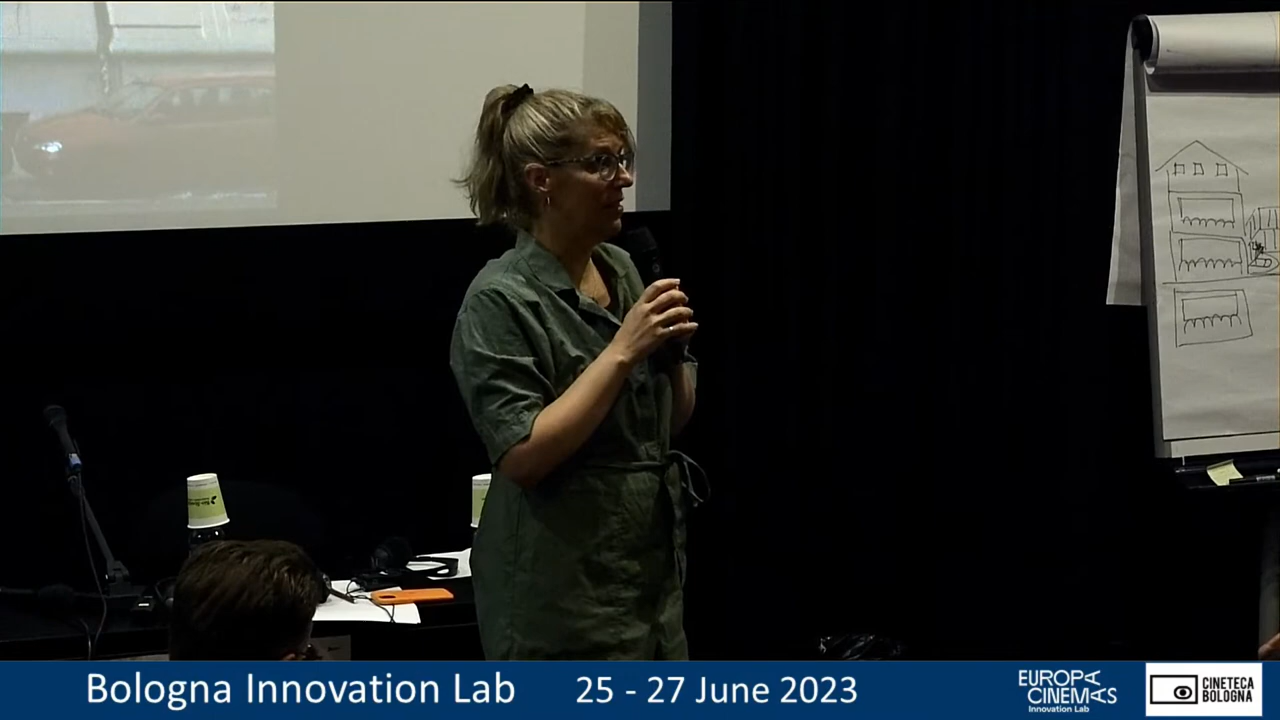 Bologna Innovation Lab
25 - 27 June 2023
EUROPA
CINEMAS
Innovation Lab
CINETECA
BOLOGNA